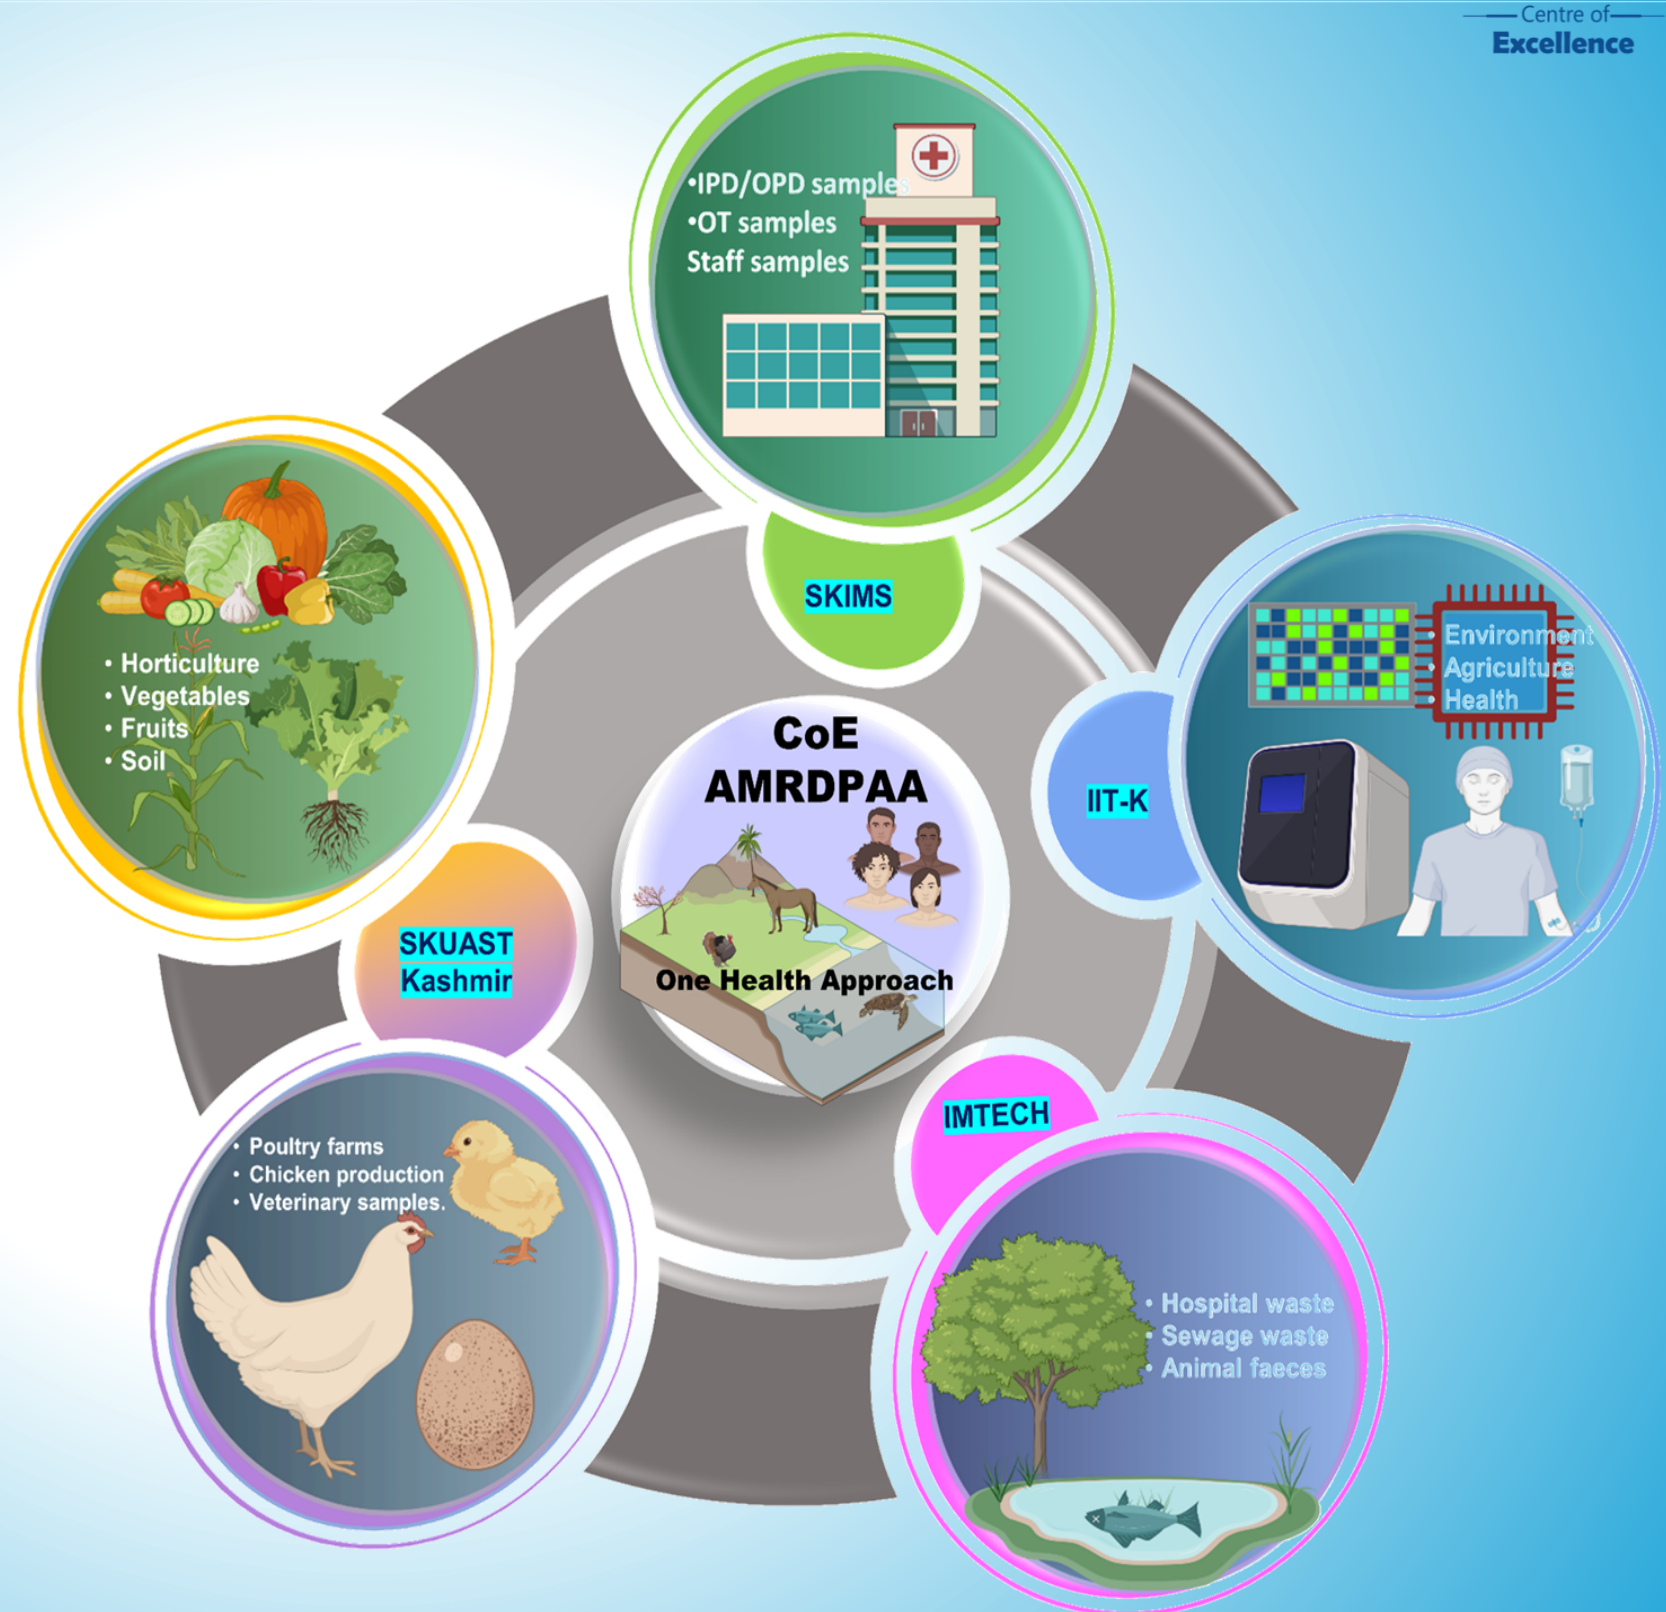 Centre of
Excellence
•IPD/OPD samples
•OT samples
Staff samples
SKIMS
• Horticulture
• Vegetables
• Fruits
• Soil
• Environment
• Agriculture
• Health
CoE
AMRDPAA
One Health Approach
IIT-K
SKUAST
Kashmir
IMTECH
• Poultry farms
• Chicken production
• Veterinary samples.
• Hospital waste
• Sewage waste
• Animal faeces